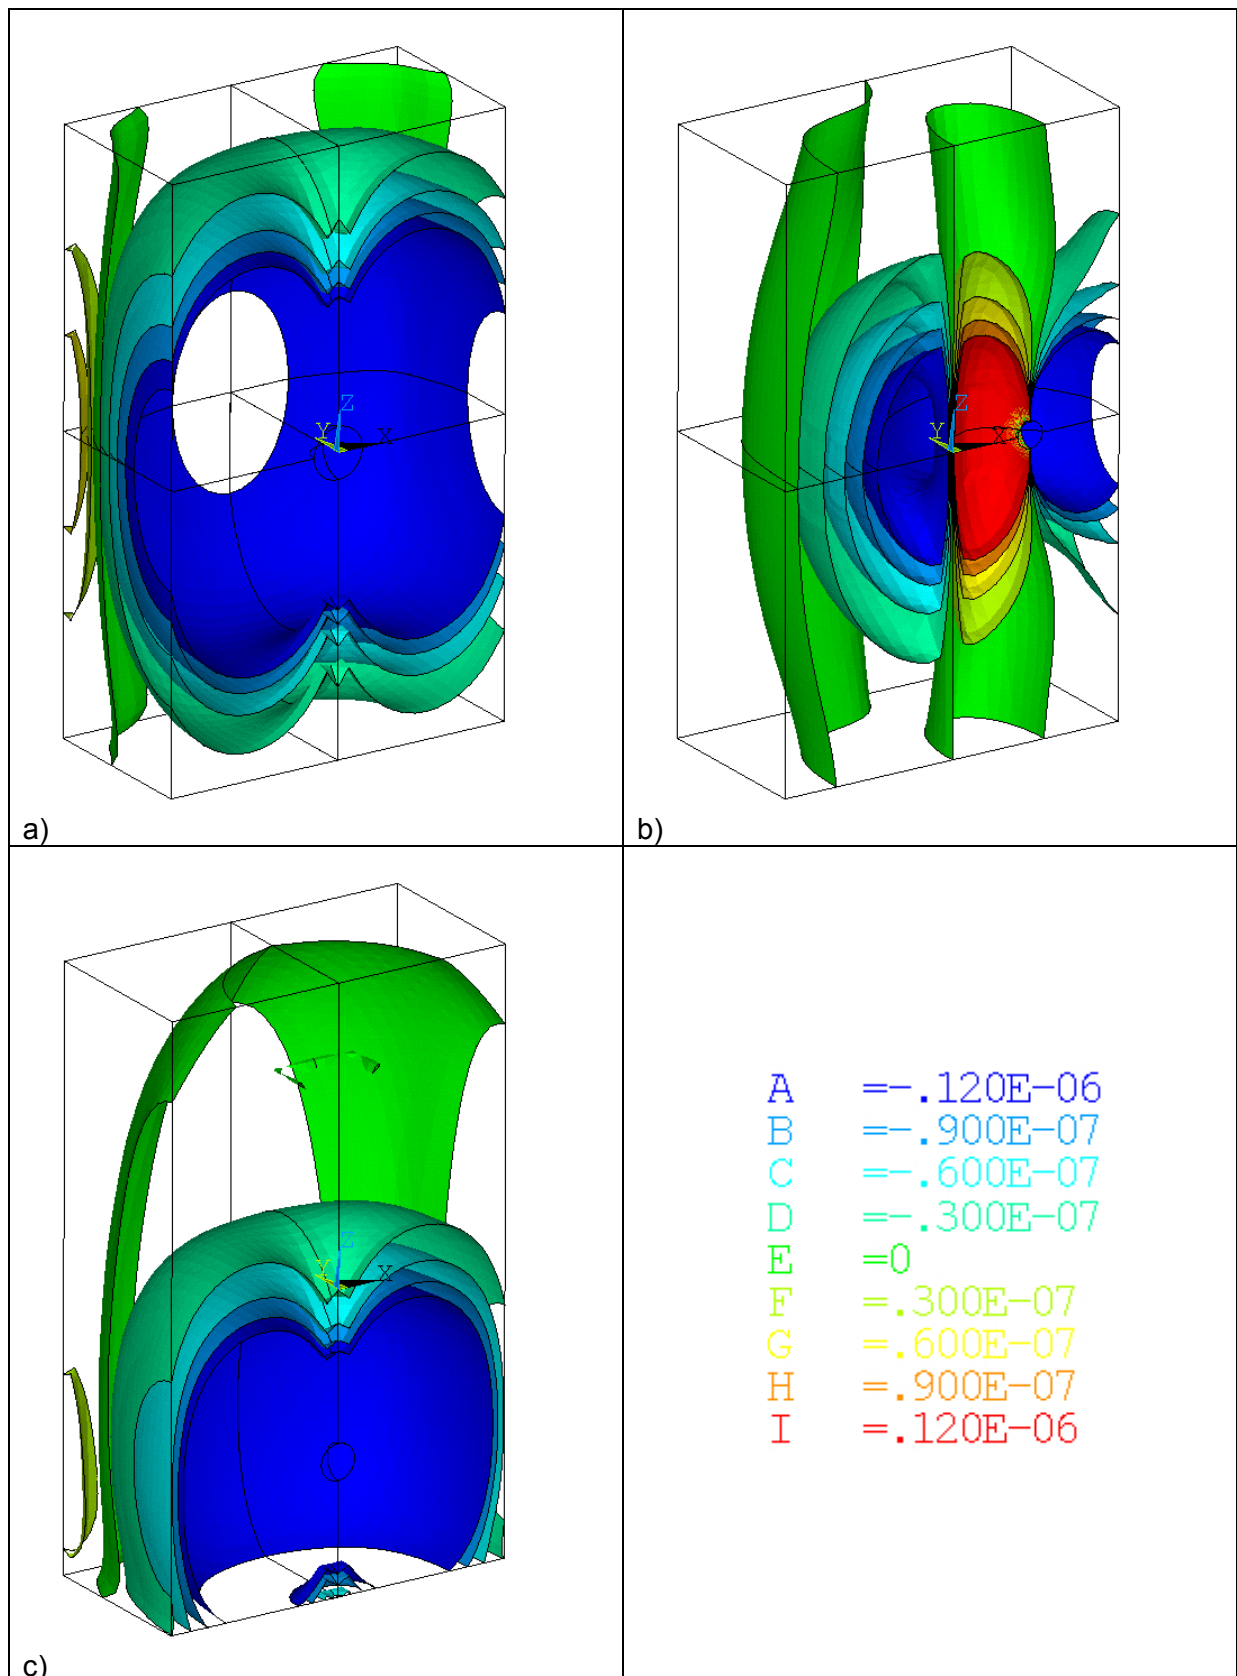 Z
Y
X
a)
Z
Y
X
b)
Z
Y
X
c)
A =-.120E-06
B =-.900E-07
C =-.600E-07
D =-.300E-07
E =0
F =.300E-07
G =.600E-07
H =.900E-07
I =.120E-06